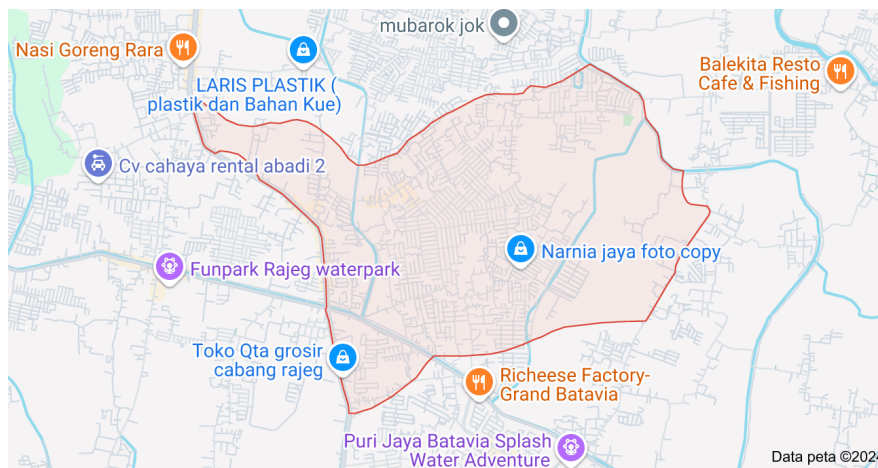 mubarok jok
Nasi Goreng Rara
Balekita Resto
Cafe & Fishing
LARIS PLASTIK (
plastik dan Bahan Kue)
Cv cahaya rental abadi 2
Narnia jaya foto copy
Funpark Rajeg waterpark
Toko Qta grosir
cabang rajeg
Richeese Factory-
Grand Batavia
Puri Jaya Batavia Splash
Water Adventure
Data peta ©2024